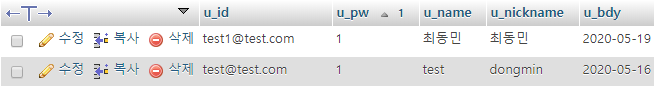 u_id u_pw 1 u_name u_nickname u_bdy
수정 복사 삭제 test1@test.com 1 최동민 최동민 2020-05-19
수정 복사 삭제 test@test.com 1 test dongmin 2020-05-16